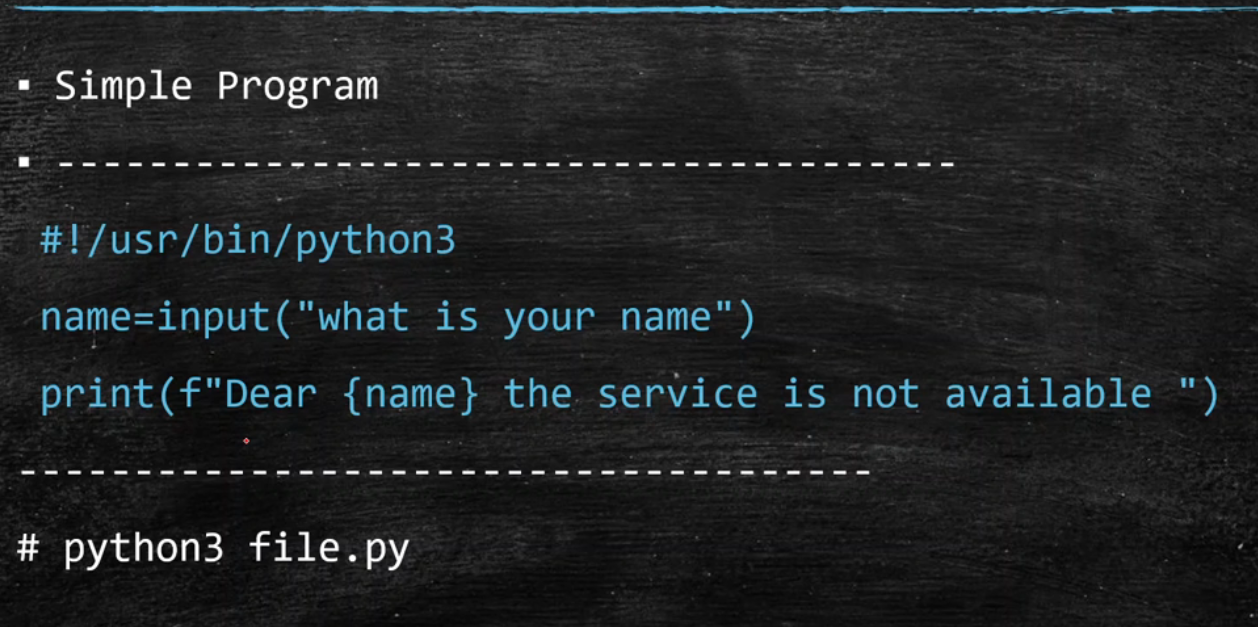 ▪ Simple Program
▪ ---------------------------------------
#!/usr/bin/python3
name=input("what is your name")
print(f"Dear {name} the service is not available ")
-------------------------------------
# python3 file.py